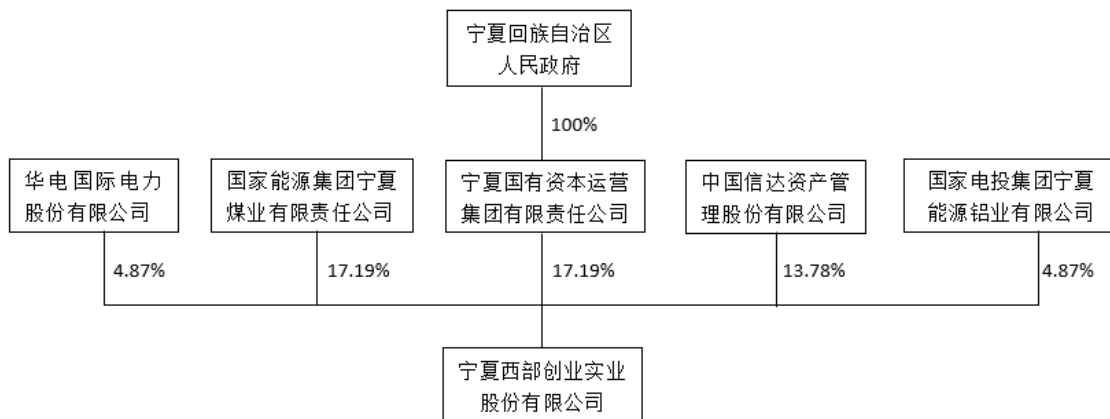 宁夏回族自治区
人民政府
100%
华电国际电力
股份有限公司
国家能源集团宁夏
煤业有限责任公司
宁夏国有资本运营
集团有限责任公司
中国信达资产管
理股份有限公司
国家电投集团宁夏
能源铝业有限公司
4.87%
17.19%
17.19%
13.78%
4.87%
宁夏西部创业实业
股份有限公司